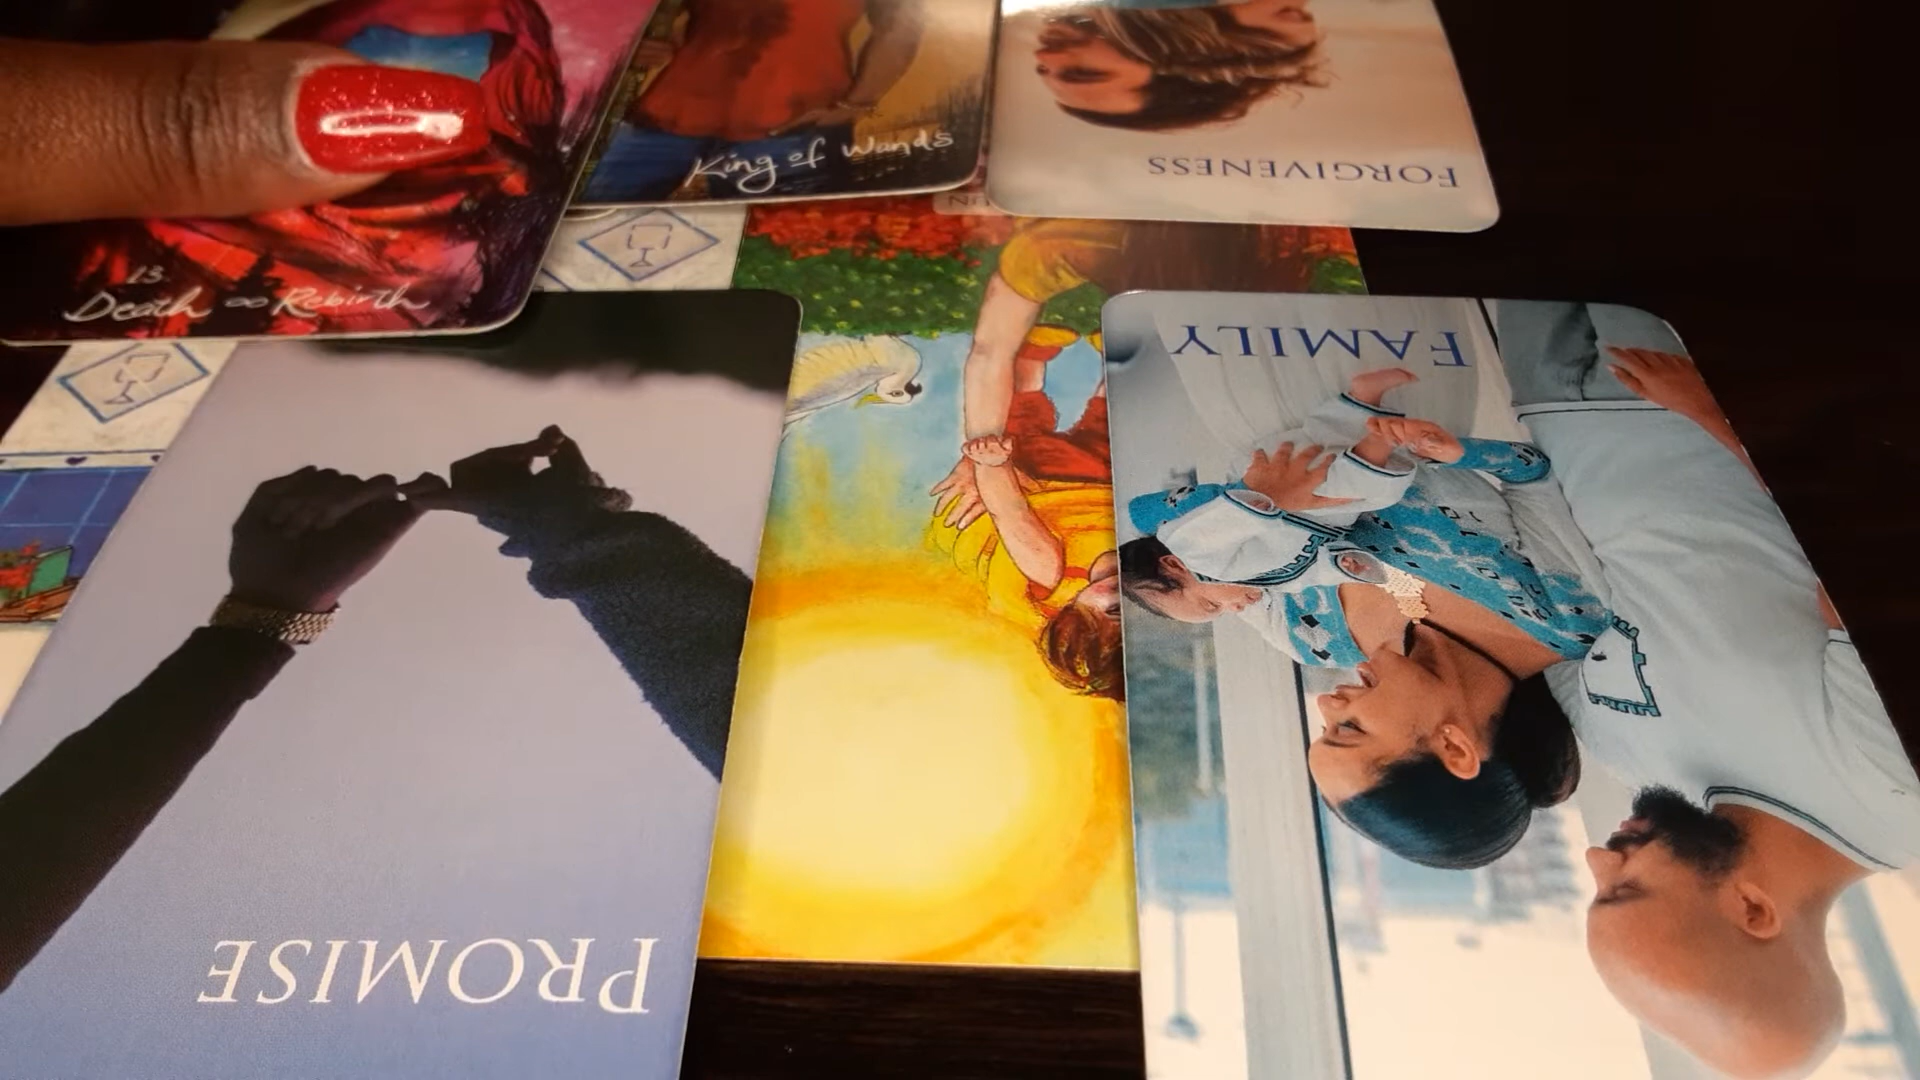 King of Wands
FORGIVENESS
13
Death ∞ Rebirth
FAMILY
PROMISE